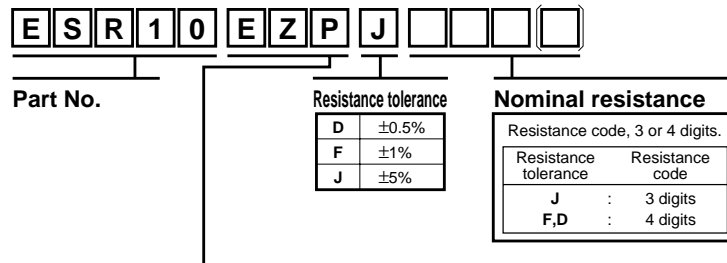 E S R 1 0 E Z P J
Part No.
Resistance tolerance
D ±0.5%
F ±1%
J ±5%
Nominal resistance
Resistance code, 3 or 4 digits.
Resistance tolerance Resistance code
J : 3 digits
F,D : 4 digits